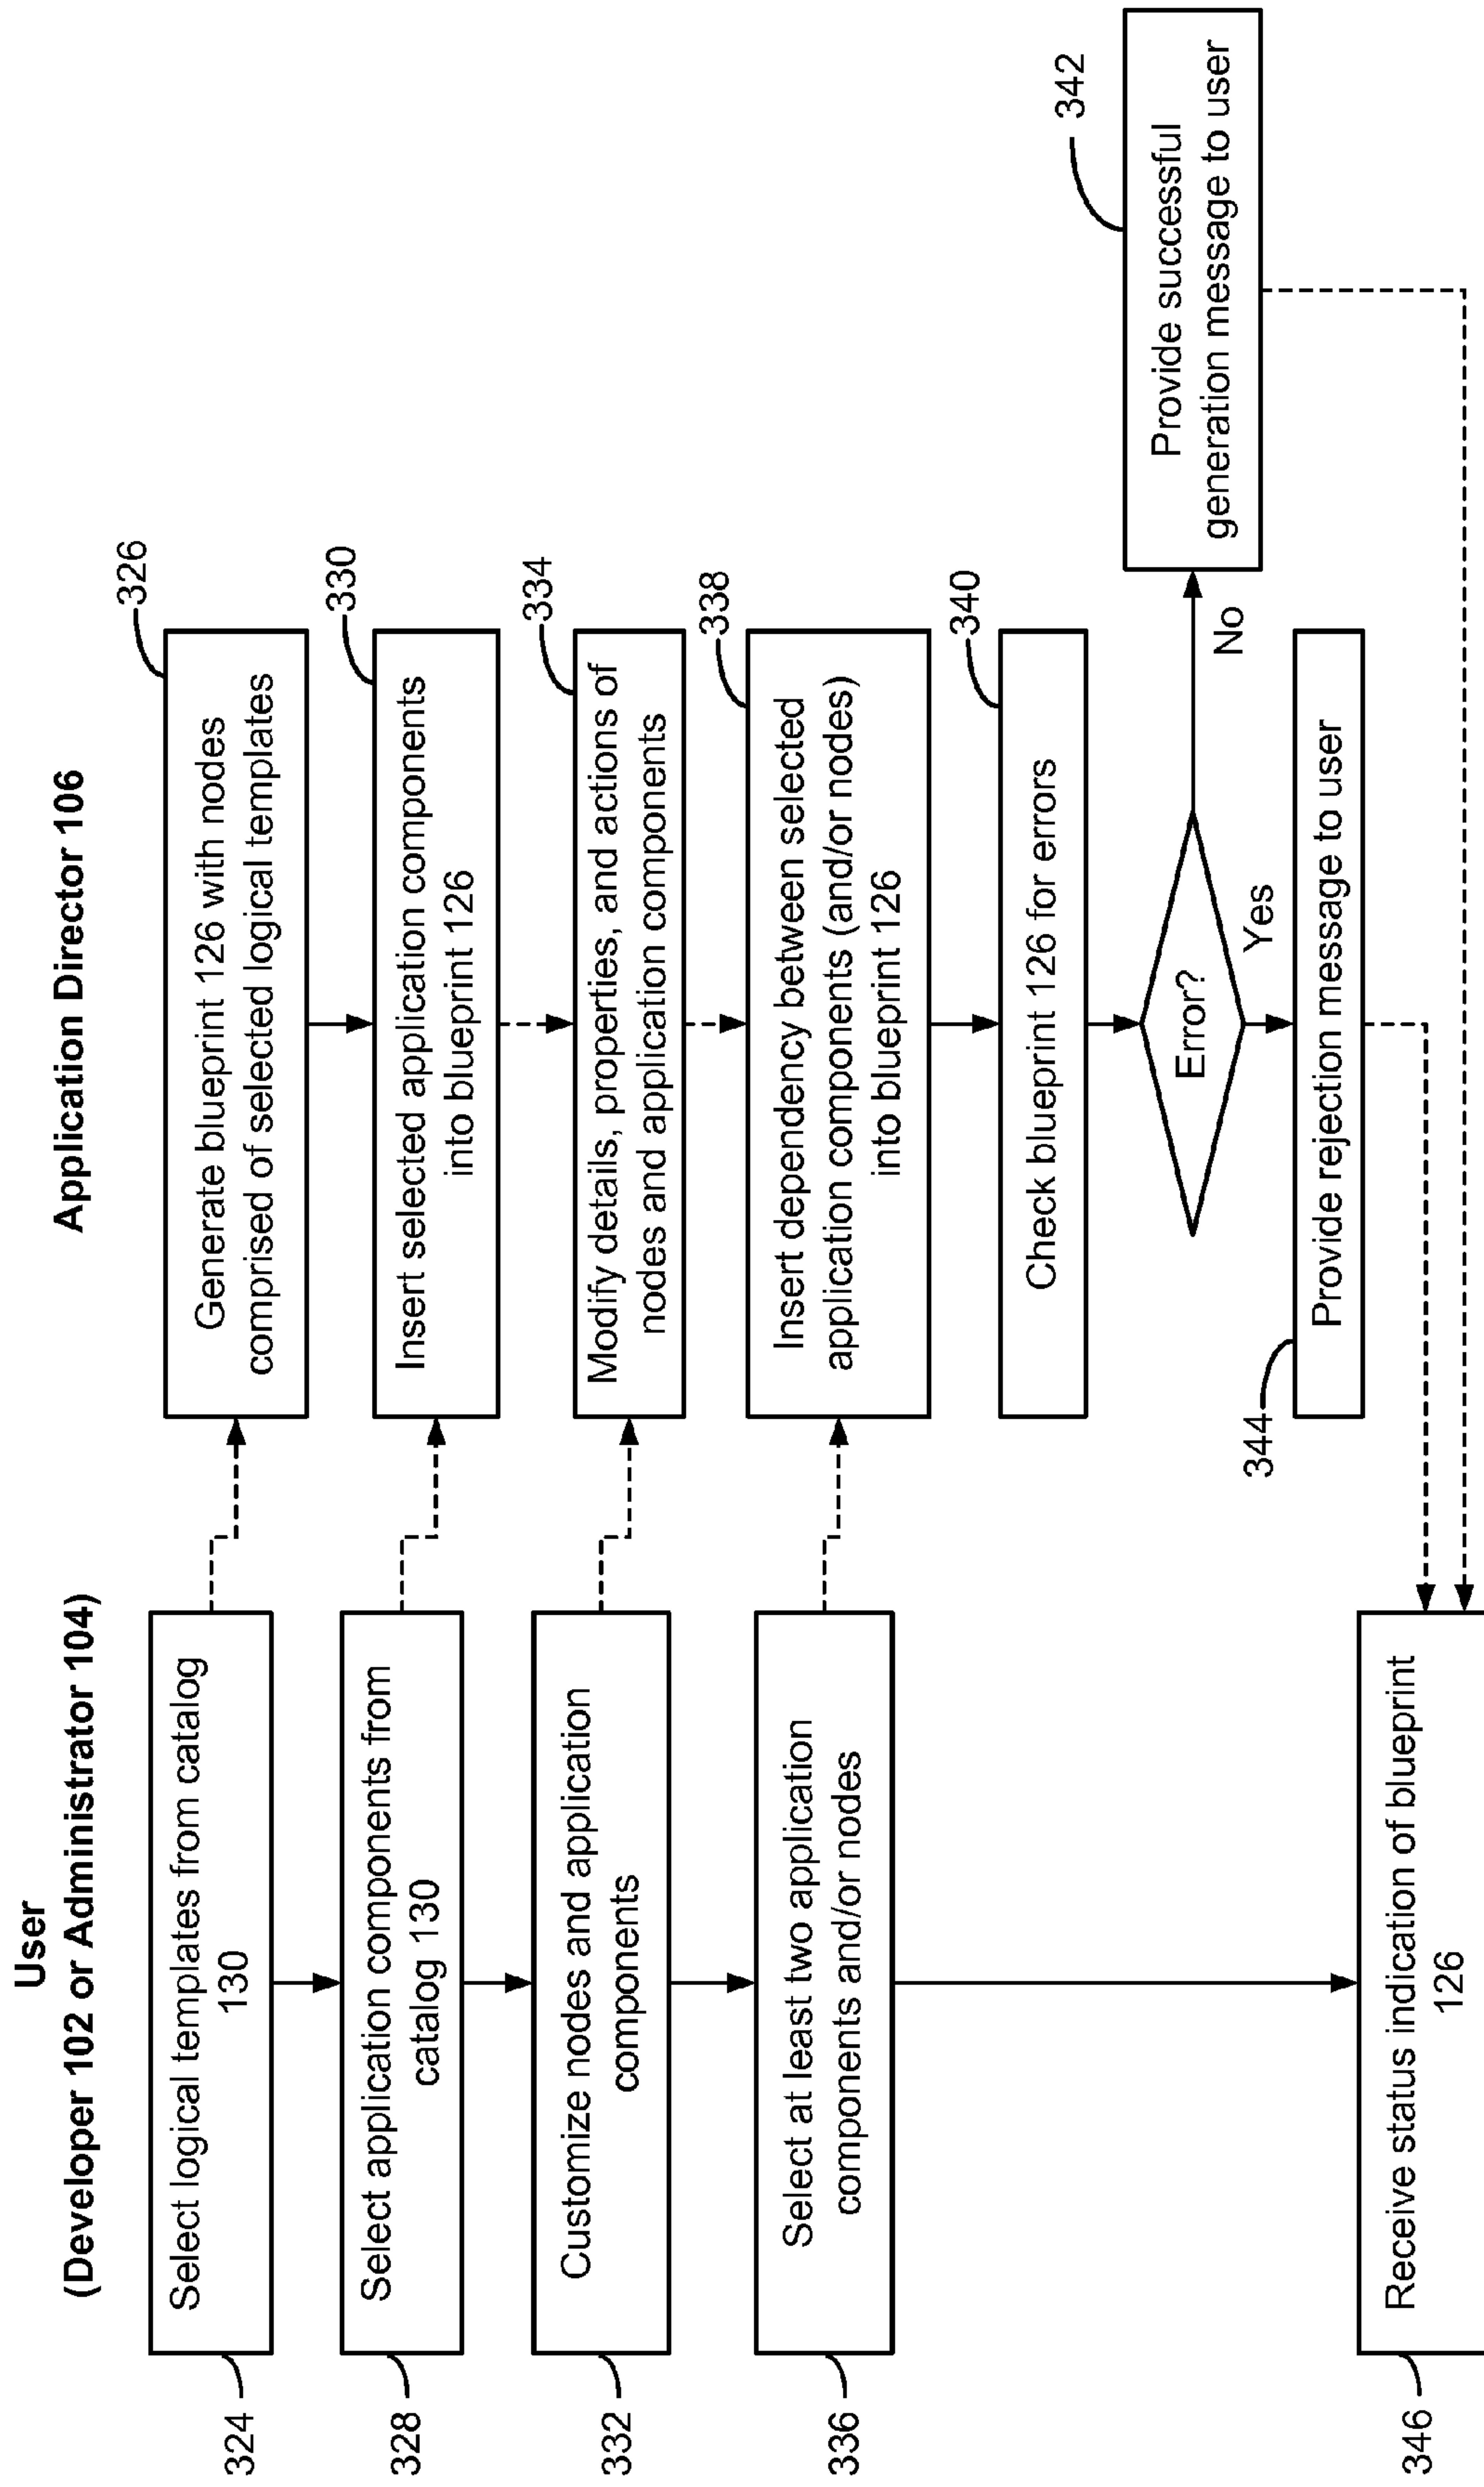 User
(Developer 102 or Administrator 104)
Application Director 106
324
Select logical templates from catalog
130
326
Generate blueprint 126 with nodes
comprised of selected logical templates
328
Select application components from
catalog 130
330
Insert selected application components
into blueprint 126
332
Customize nodes and application
components
334
Modify details, properties, and actions of
nodes and application components
336
Select at least two application
components and/or nodes
338
Insert dependency between selected
application components (and/or nodes)
into blueprint 126
340
Check blueprint 126 for errors
Error?
No
Yes
342
Provide successful
generation message to user
344
Provide rejection message to user
346
Receive status indication of blueprint
126